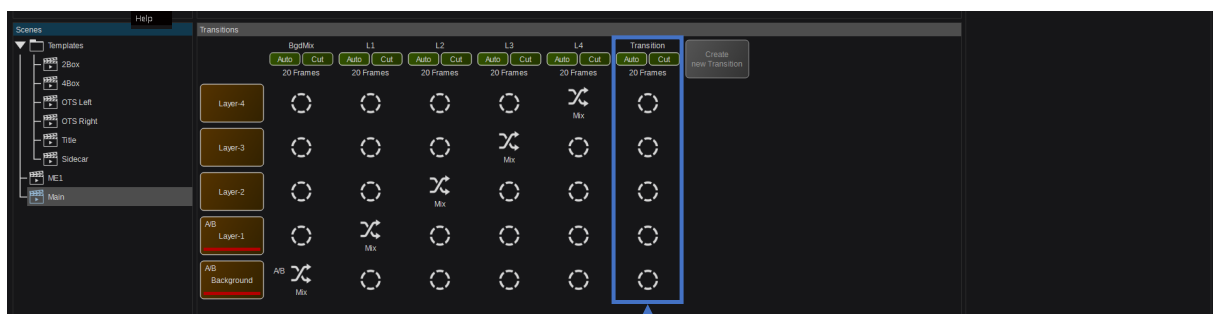 Help
Scenes
Templates
2Box
4Box
OTS Left
OTS Right
Title
Sidecar
ME1
Main
Transitions
BgdMix L1 L2 L3 L4 Transition
Auto Cut Auto Cut Auto Cut Auto Cut Auto Cut Auto Cut
20 Frames 20 Frames 20 Frames 20 Frames 20 Frames 20 Frames
Create
new Transition
Layer-4
Mix
Layer-3
Mix
Layer-2
Mix
A/B
Layer-1
Mix
A/B
Background
A/B
Mix